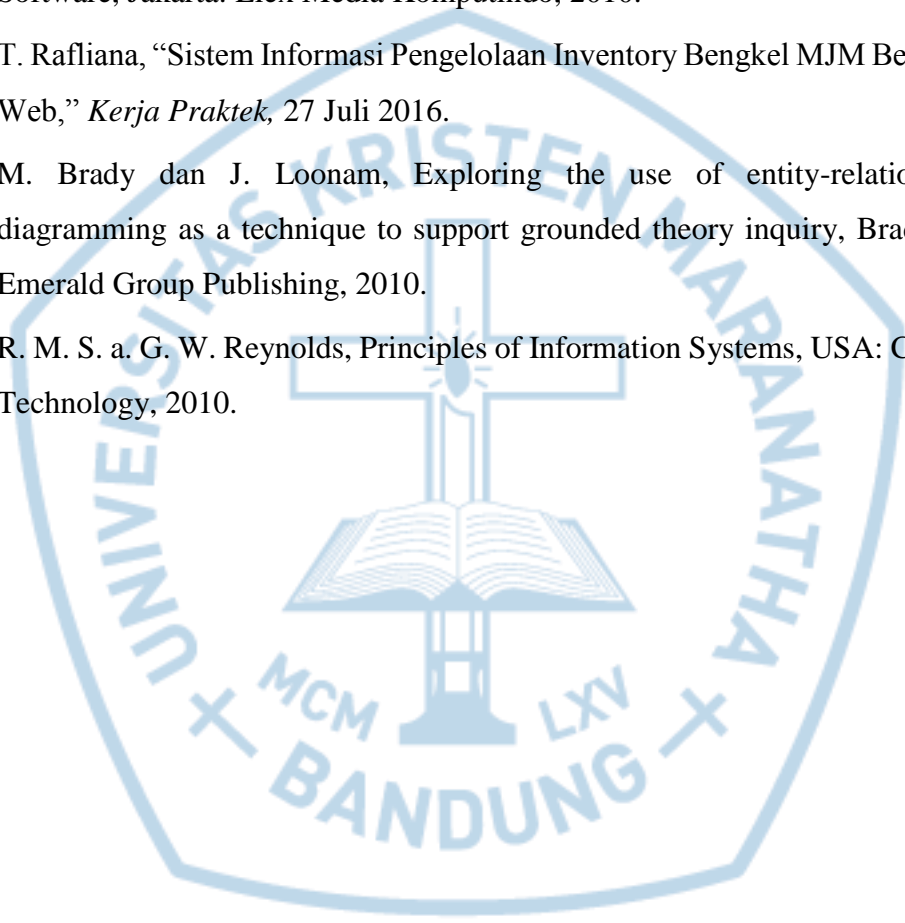 Software, Jakarta: Elex Media Komputindo, 2010.
T. Rafliana, “Sistem Informasi Pengelolaan Inventory Bengkel MJM Be
Web,” Kerja Praktek, 27 Juli 2016.
M. Brady dan J. Loonam, Exploring the use of entity-relatio
diagramming as a technique to support grounded theory inquiry, Brad
Emerald Group Publishing, 2010.
R. M. S. a. G. W. Reynolds, Principles of Information Systems, USA: C
Technology, 2010.
UNIVERSITAS KRISTEN MARANATHA
MCM LXV
BANDUNG